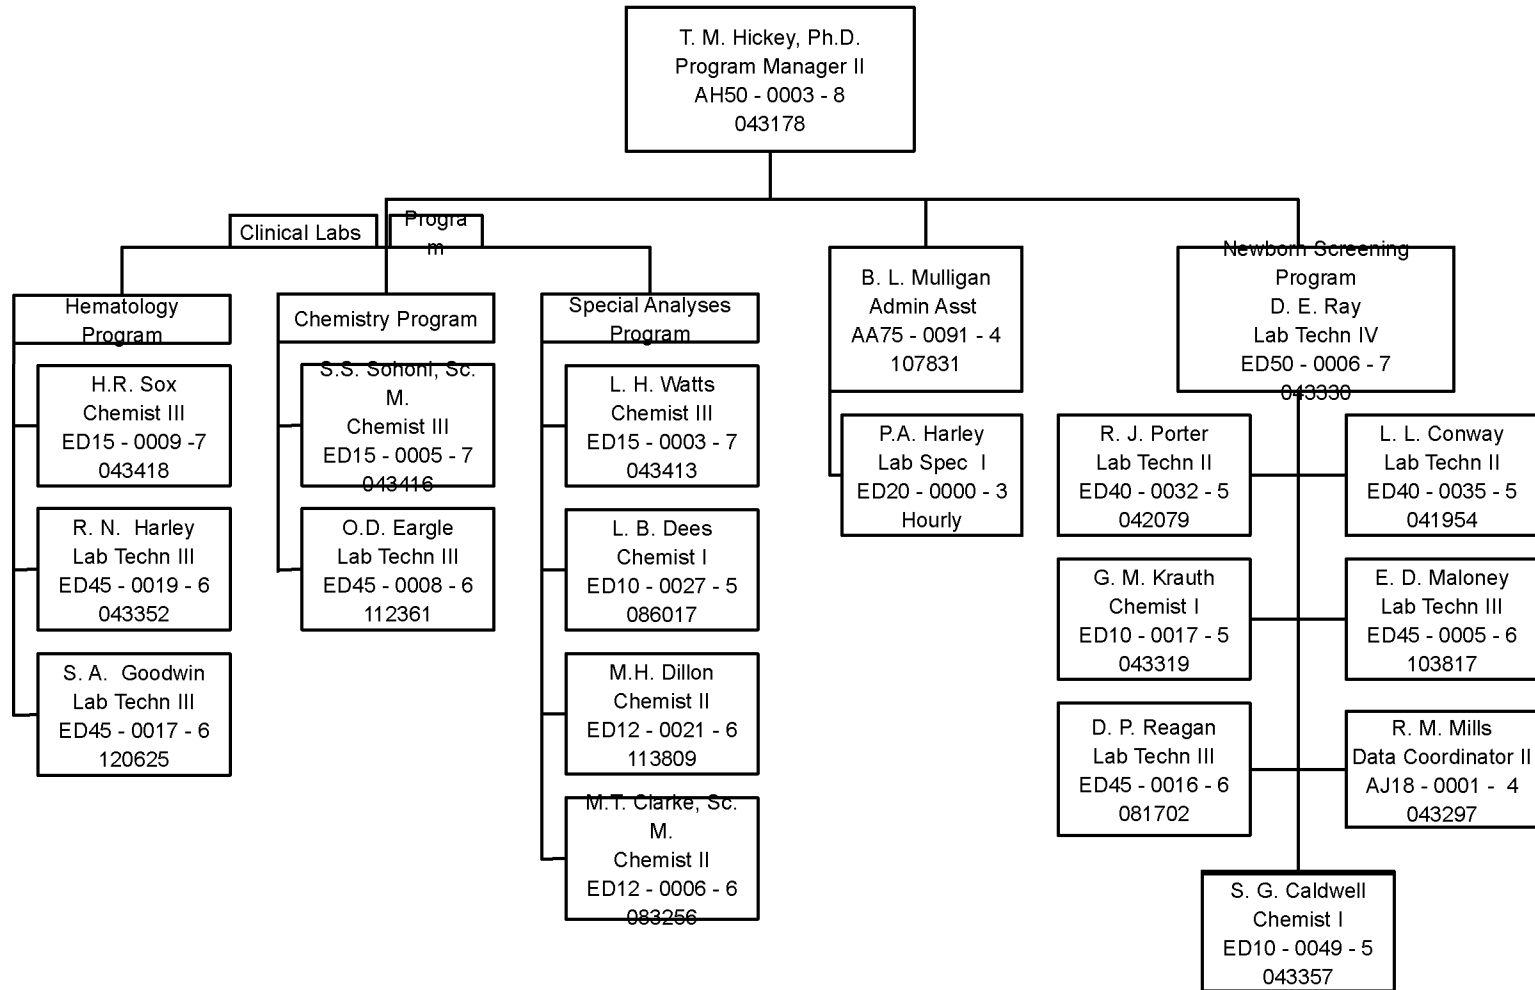 T. M. Hickey, Ph.D.
Program Manager II
AH50 - 0003 - 8
043178
Clinical Labs
Progra
m
Hematology
Program
H.R. Sox
Chemist III
ED15 - 0009 -7
043418
R. N. Harley
Lab Techn III
ED45 - 0019 - 6
043352
S. A. Goodwin
Lab Techn III
ED45 - 0017 - 6
120625
Chemistry Program
S.S. Sohoni, Sc.
M.
Chemist III
ED15 - 0005 - 7
043416
O.D. Eargle
Lab Techn III
ED45 - 0008 - 6
112361
Special Analyses
Program
L. H. Watts
Chemist III
ED15 - 0003 - 7
043413
L. B. Dees
Chemist I
ED10 - 0027 - 5
086017
M.H. Dillon
Chemist II
ED12 - 0021 - 6
113809
M.T. Clarke, Sc.
M.
Chemist II
ED12 - 0006 - 6
083256
B. L. Mulligan
Admin Asst
AA75 - 0091 - 4
107831
P.A. Harley
Lab Spec I
ED20 - 0000 - 3
Hourly
Newborn Screening
Program
D. E. Ray
Lab Techn IV
ED50 - 0006 - 7
043330
R. J. Porter
Lab Techn II
ED40 - 0032 - 5
042079
L. L. Conway
Lab Techn II
ED40 - 0035 - 5
041954
G. M. Krauth
Chemist I
ED10 - 0017 - 5
043319
E. D. Maloney
Lab Techn III
ED45 - 0005 - 6
103817
D. P. Reagan
Lab Techn III
ED45 - 0016 - 6
081702
R. M. Mills
Data Coordinator II
AJ18 - 0001 - 4
043297
S. G. Caldwell
Chemist I
ED10 - 0049 - 5
043357